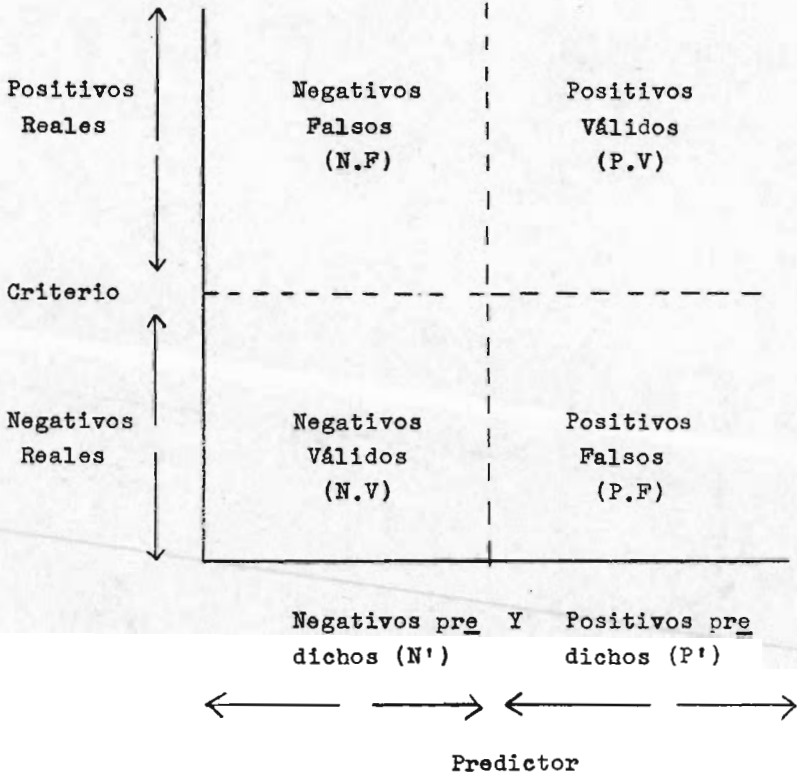 Positivos
Reales
Negativos
Falsos
(N.F)
Positivos
Válidos
(P.V)
Criterio
Negativos
Reales
Negativos
Válidos
(N.V)
Positivos
Falsos
(P.F)
Negativos pre Y Positivos pre
dichos (N') dichos (P')
Predictor